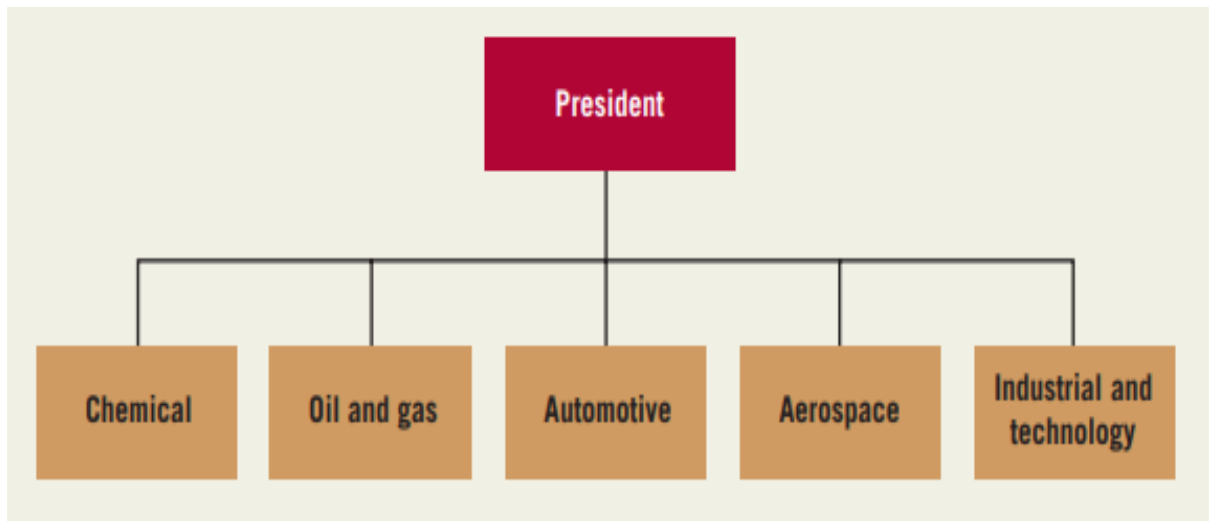 President
Chemical
Oil and gas
Automotive
Aerospace
Industrial and
technology